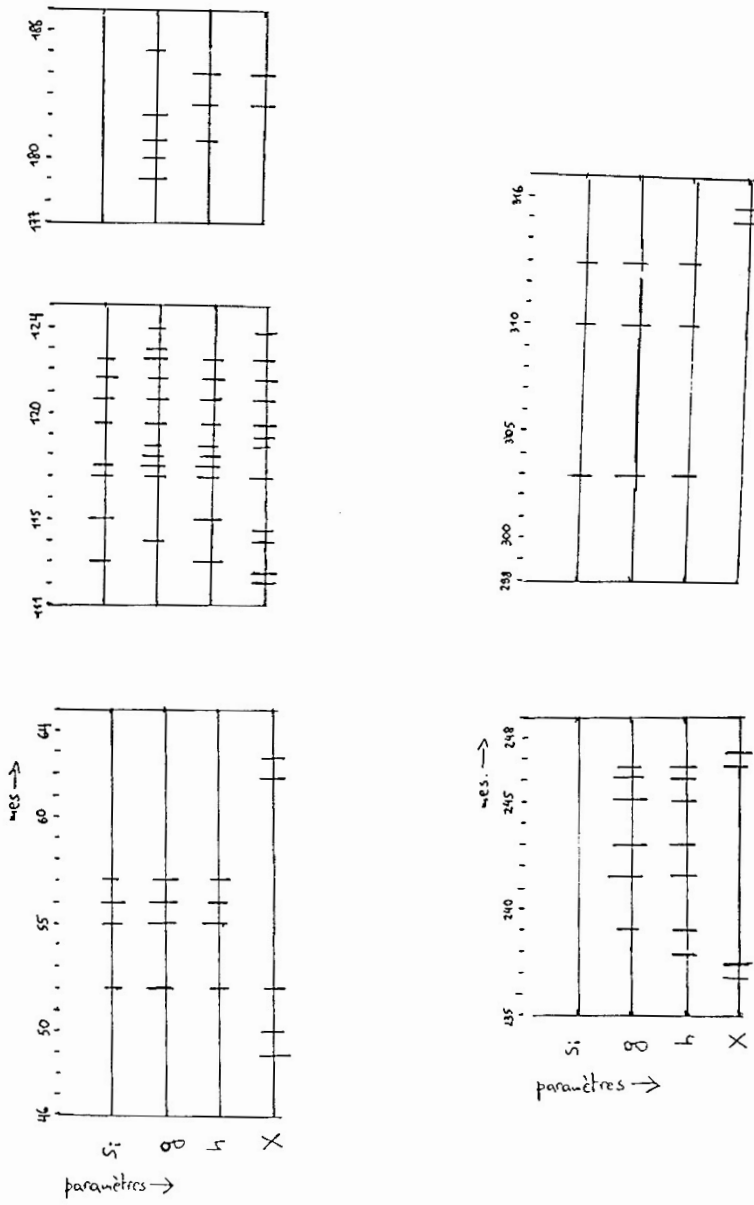 mes →
46 50 55 60 64 111 115 120 124 177 180 186
paramètres →
si
g
h
X
mes. →
235 240 245 248 298 300 305 310 316
paramètres →
si
g
h
X